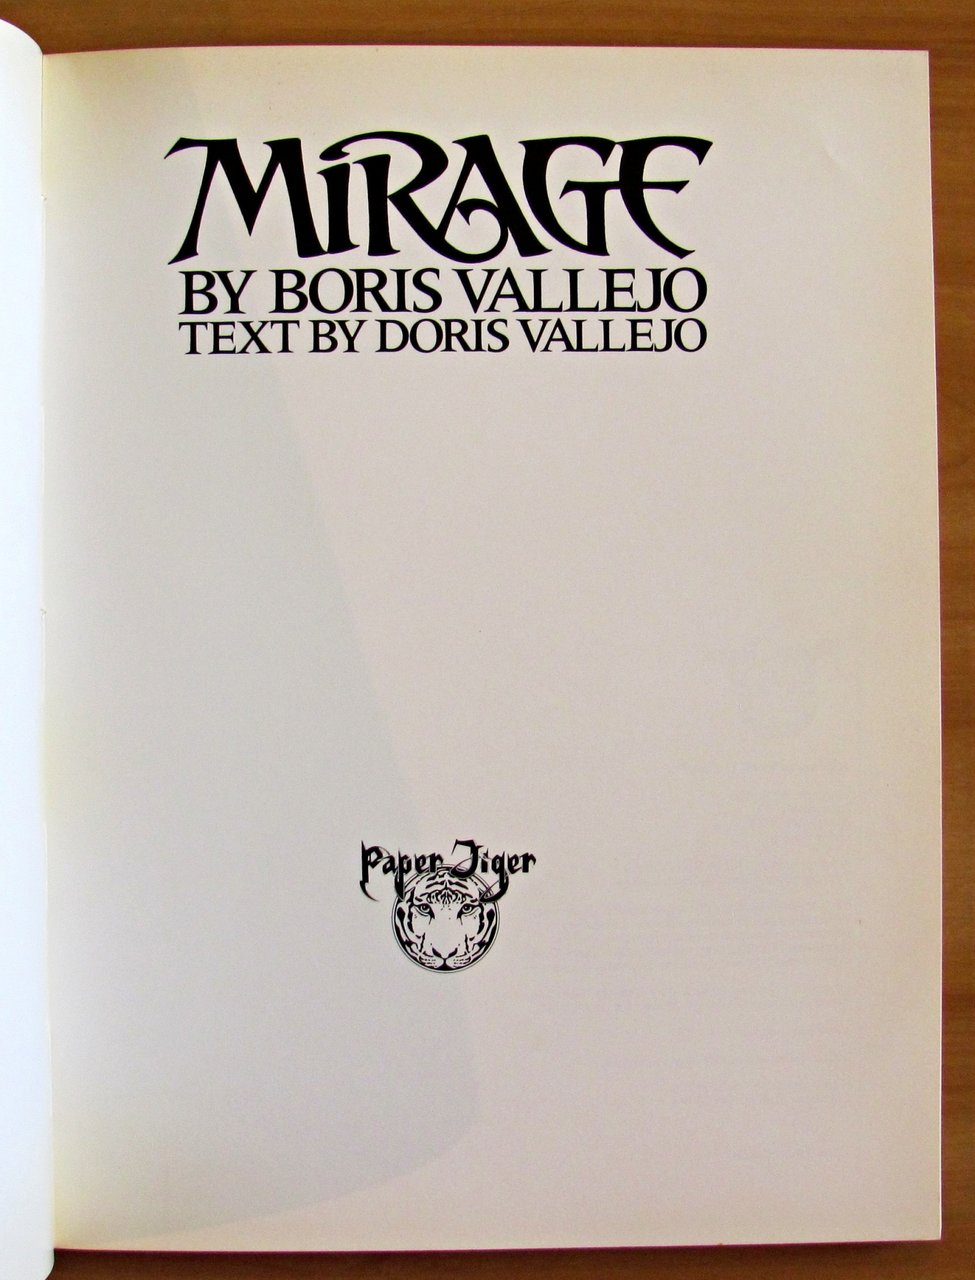 MiRAGE
BY BORIS VALLEJO
TEXT BY DORIS VALLEJO
Paper Tiger